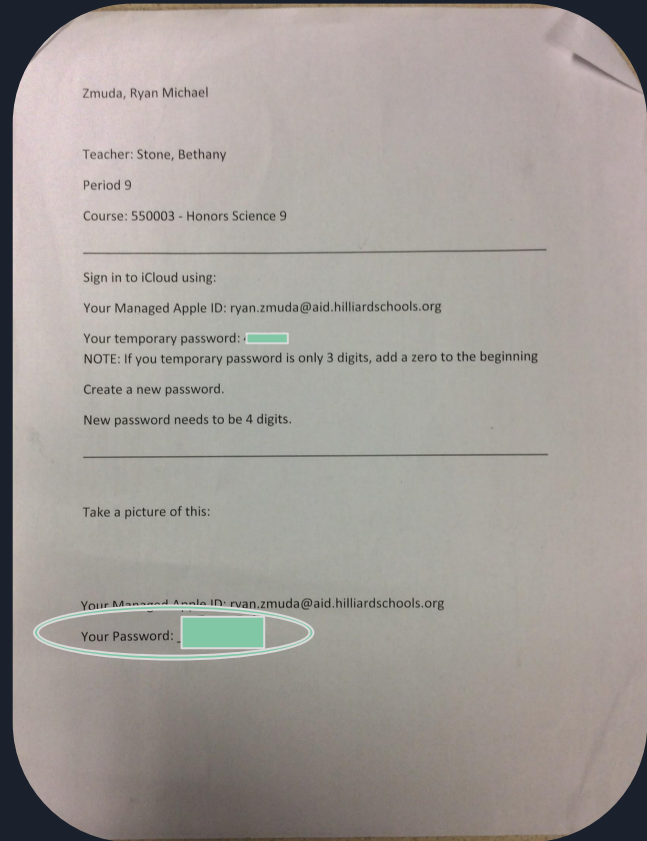 Zmuda, Ryan Michael
Teacher: Stone, Bethany
Period 9
Course: 550003 - Honors Science 9
Sign in to iCloud using:
Your Managed Apple ID: ryan.zmuda@aid.hilliardschools.org
Your temporary password:
NOTE: If you temporary password is only 3 digits, add a zero to the beginning
Create a new password.
New password needs to be 4 digits.
Take a picture of this:
Your Managed Apple ID: ryan.zmuda@aid.hilliardschools.org
Your Password: